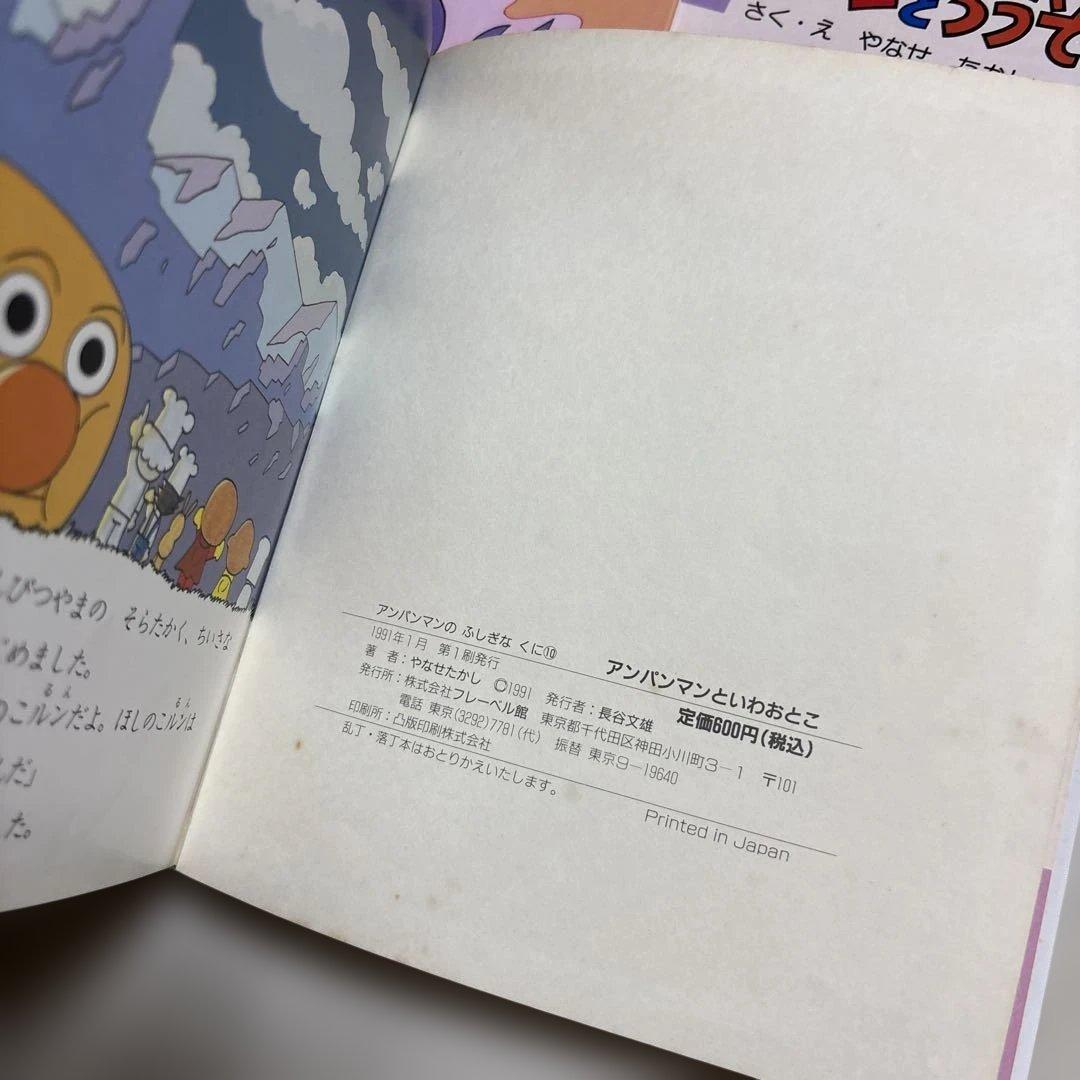 さく・え やなせ
びつやまの そらたかく、ちいさな
めました。
のこルンだよ。ほしのこルンは
るん
るん
だ」
た。
アンパンマンの ふしぎな くに⑩
アンパンマンといわおとこ
1991年1月 第1刷発行
定価600円(税込)
著 者:やなせたかし ©1991 発行者:長谷文雄
発行所:株式会社フレーベル館 東京都千代田区神田小川町3-1 〒101
電話 東京(3292)7781(代) 振替 東京9-19640
印刷所:凸版印刷株式会社
乱丁・落丁本はおとりかえいたします。
Printed in Japan